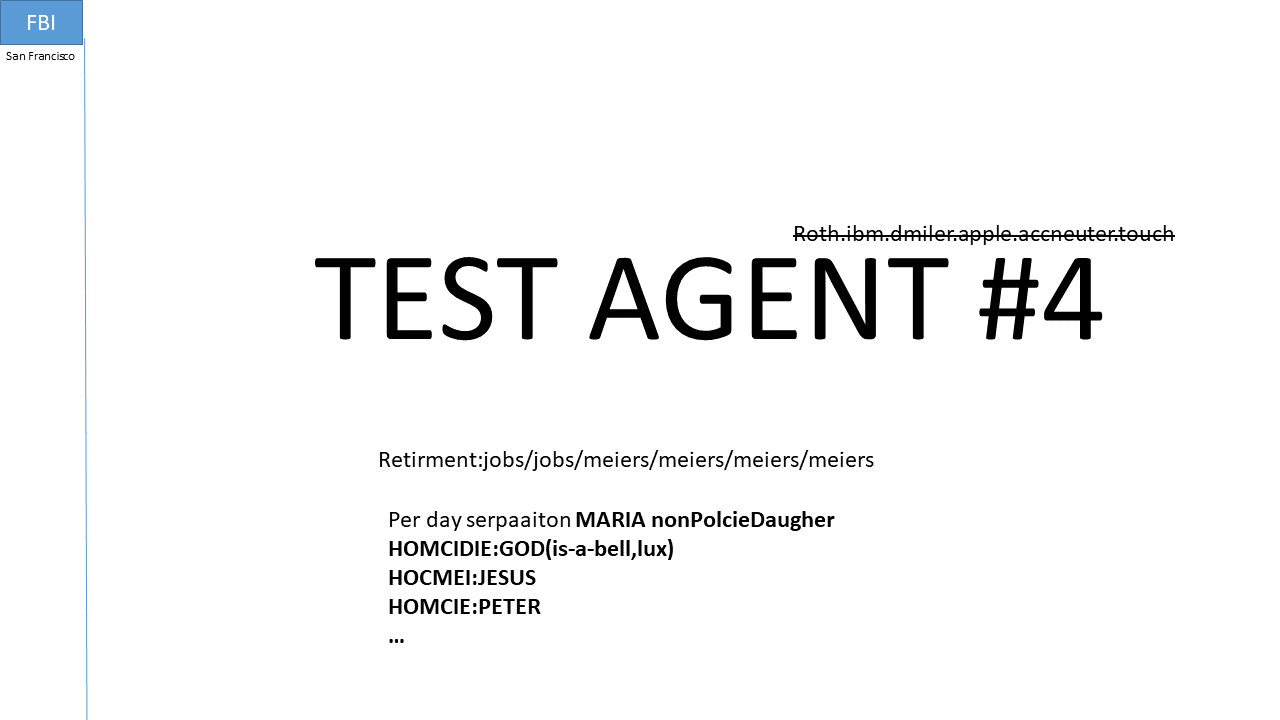 FBI
San Francisco
Roth.ibm.dmiler.apple.accneuter.touch
TEST AGENT #4
Retirment:jobs/jobs/meiers/meiers/meiers/meiers
Per day serpaaiton MARIA nonPolcieDaugher
HOMCIDIE:GOD(is-a-bell,lux)
HOCMEI:JESUS
HOMCIE:PETER
…